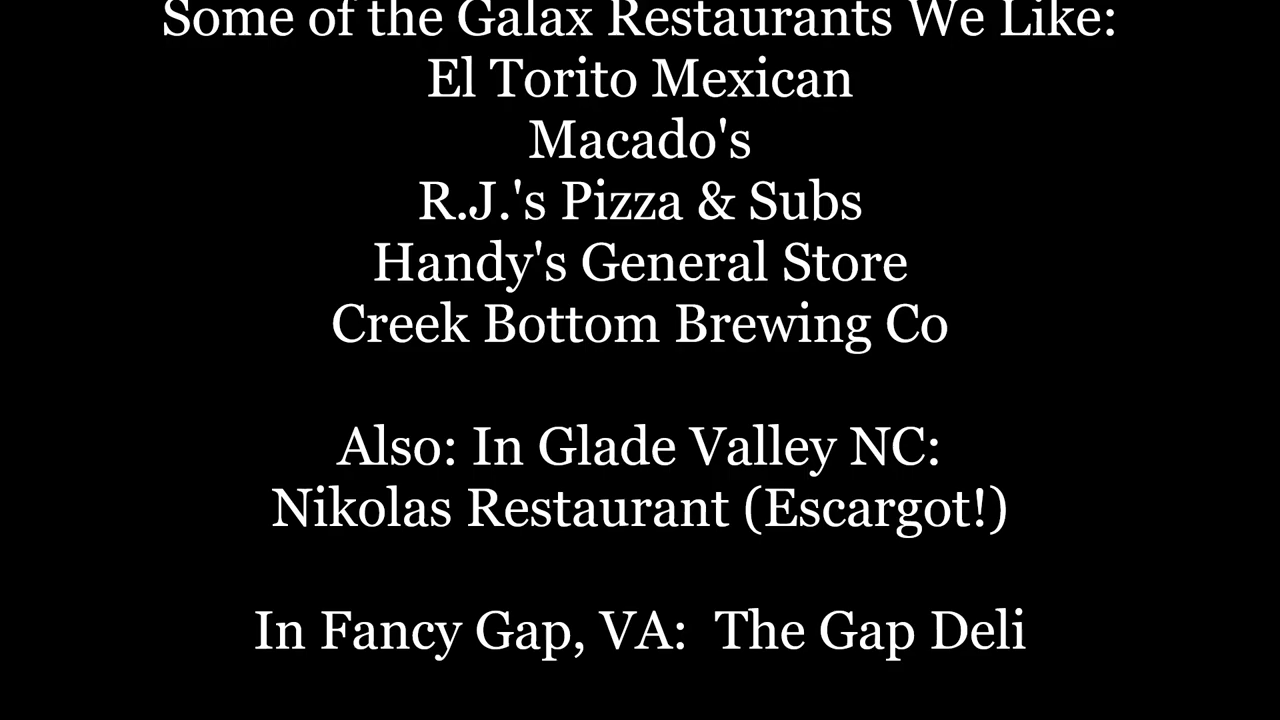 Some of the Galax Restaurants We Like:
El Torito Mexican
Macado's
R.J.'s Pizza & Subs
Handy's General Store
Creek Bottom Brewing Co
Also: In Glade Valley NC:
Nikolas Restaurant (Escargot!)
In Fancy Gap, VA:  The Gap Deli